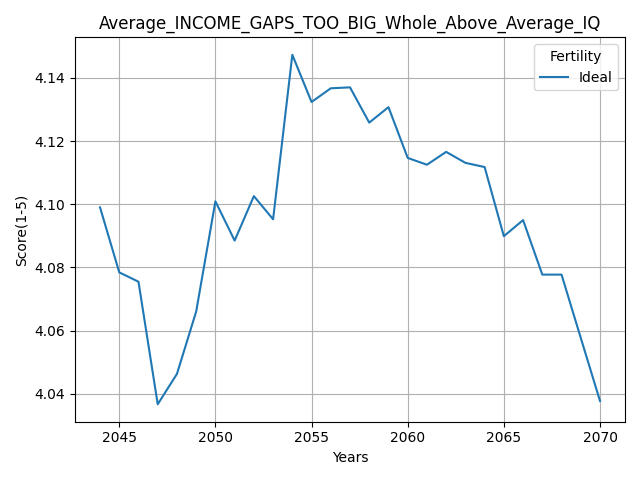 Average_INCOME_GAPS_TOO_BIG_Whole_Above_Average_IQ
Fertility
Ideal
Score(1-5)
4.14
4.12
4.10
4.08
4.06
4.04
2045 2050 2055 2060 2065 2070
Years